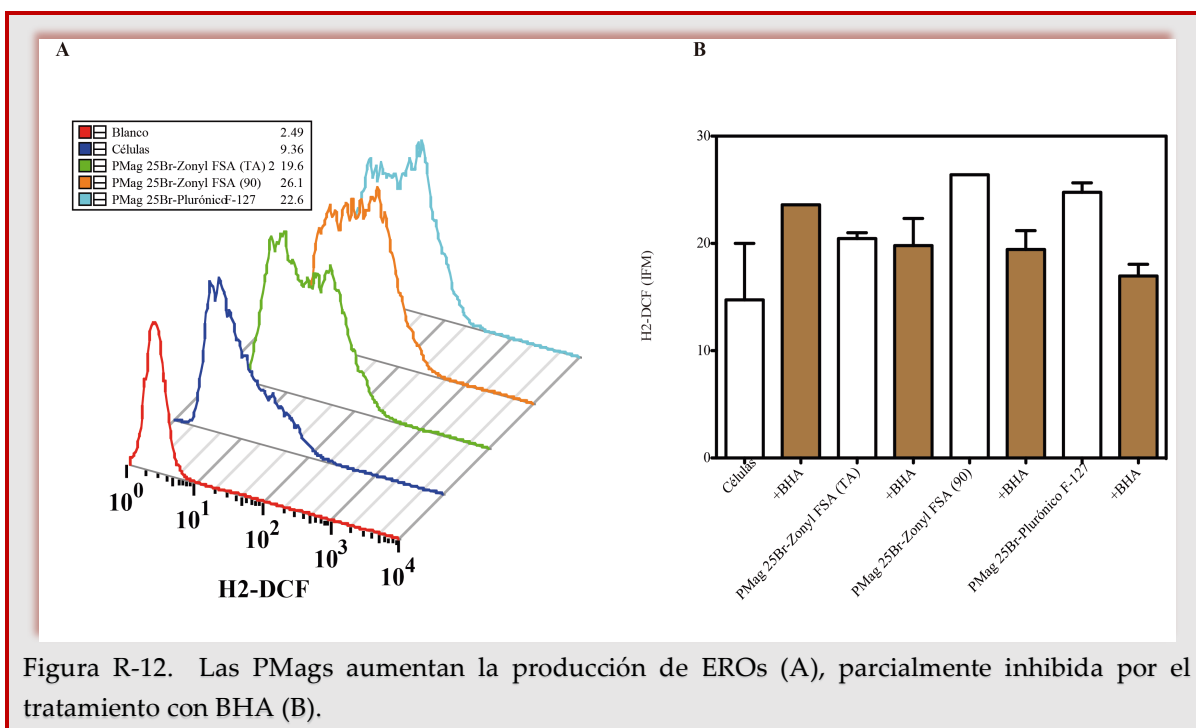 A
B
Blanco 2.49
Células 9.36
PMag 25Br-Zonyl FSA (TA) 2 19.6
PMag 25Br-Zonyl FSA (90) 26.1
PMag 25Br-PlurónicoF-127 22.6
10^0
10^1
10^2
10^3
10^4
H2-DCF
H2-DCF (IFM)
30
20
10
0
Células
+BHA
PMag 25Br-Zonyl FSA (TA)
+BHA
PMag 25Br-Zonyl FSA (90)
+BHA
PMag 25Br-Plurónico F-127
+BHA
Figura R-12. Las PMags aumentan la producción de EROs (A), parcialmente inhibida por el
tratamiento con BHA (B).